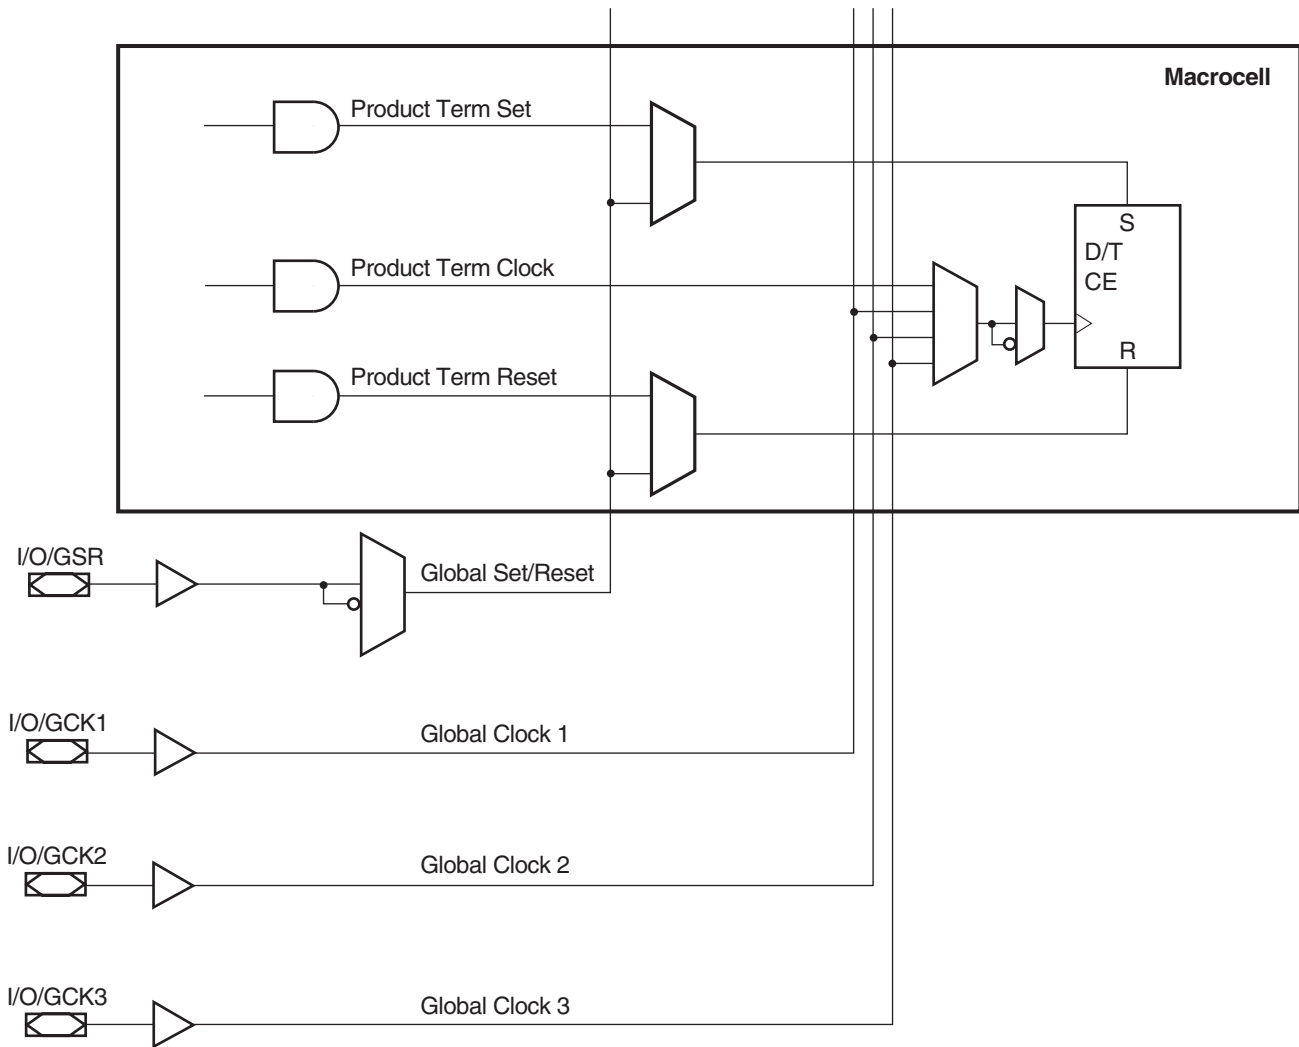 Macrocell
Product Term Set
S
D/T
Product Term Clock
CE
R
Product Term Reset
I/O/GSR
Global Set/Reset
I/O/GCK1
Global Clock 1
I/O/GCK2
Global Clock 2
I/O/GCK3
Global Clock 3